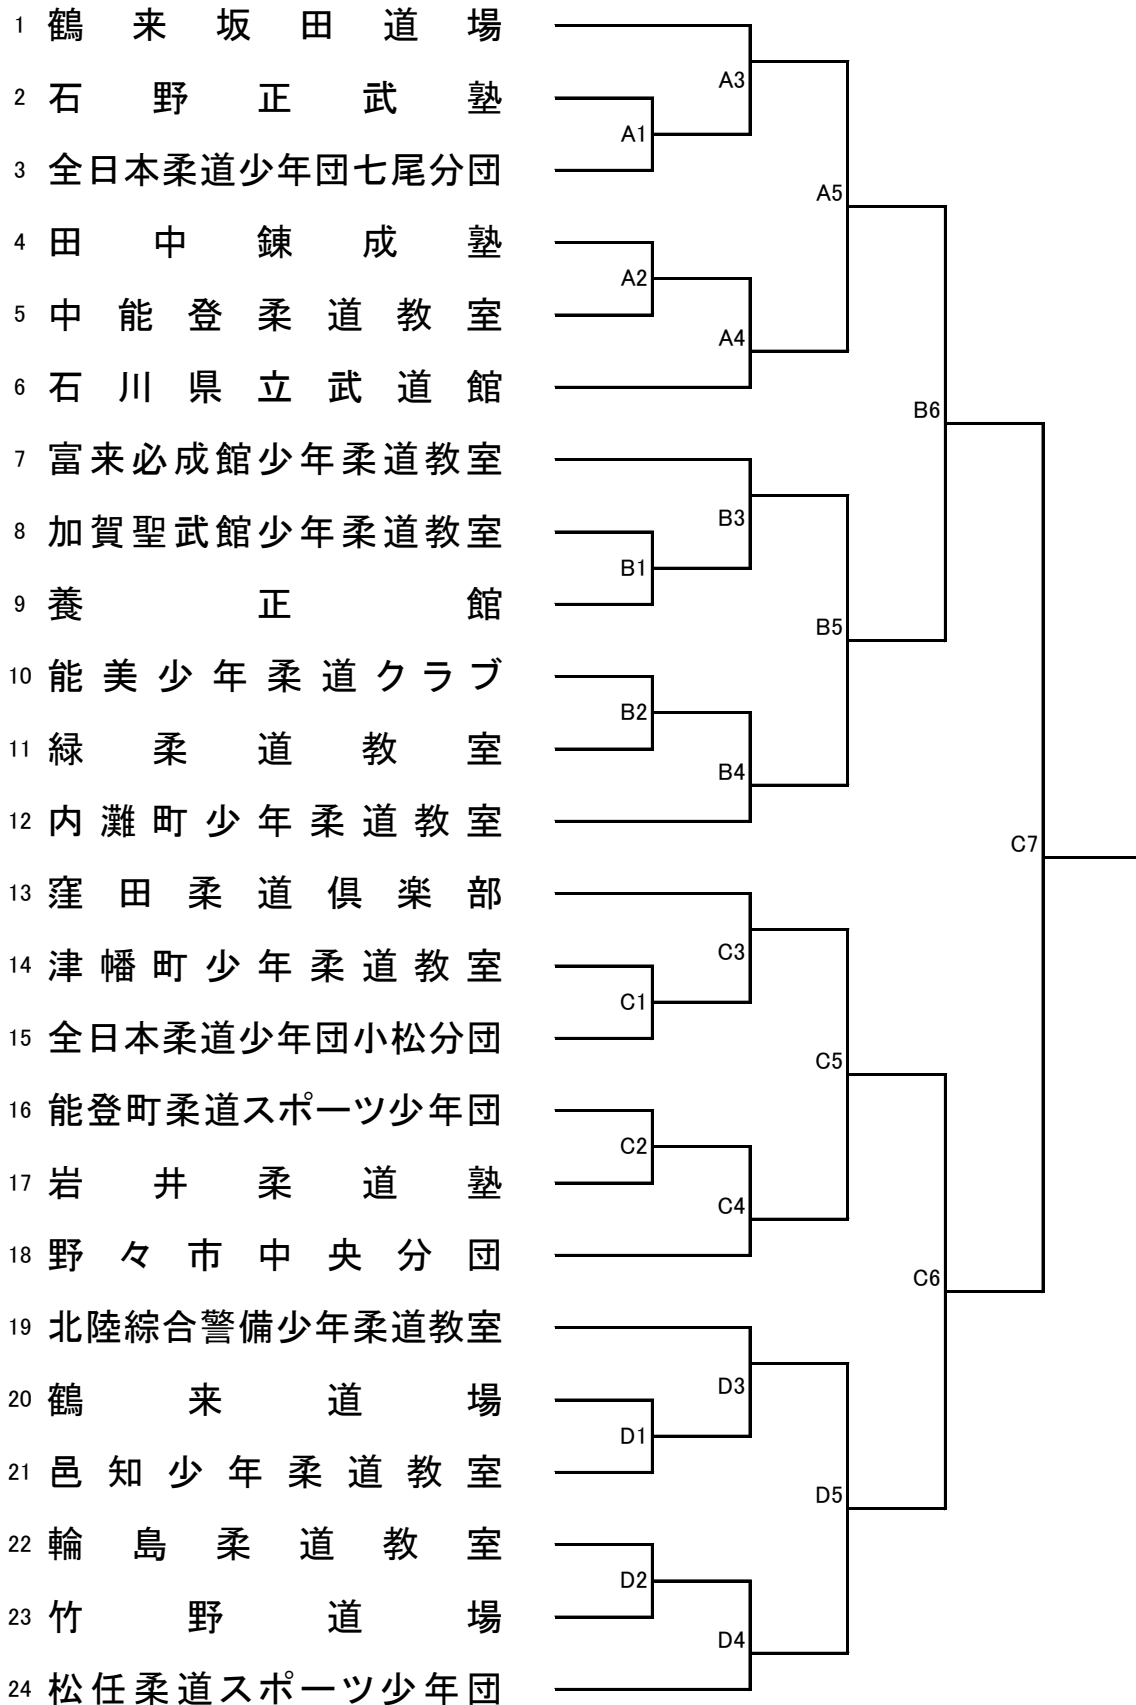 1 鶴来坂田道場
A3
2 石野正武塾
A1
3 全日本柔道少年団七尾分団
A5
4 田中錬成塾
A2
5 中能登柔道教室
A4
6 石川県立武道館
B6
7 富来必成館少年柔道教室
B3
8 加賀聖武館少年柔道教室
B1
9 養正館
B5
10 能美少年柔道クラブ
B2
11 緑柔道教室
B4
12 内灘町少年柔道教室
C7
13 窪田柔道倶楽部
C3
14 津幡町少年柔道教室
C1
15 全日本柔道少年団小松分団
C5
16 能登町柔道スポーツ少年団
C2
17 岩井柔道塾
C4
18 野々市中央分団
C6
19 北陸綜合警備少年柔道教室
D3
20 鶴来道場
D1
21 邑知少年柔道教室
D5
22 輪島柔道教室
D2
23 竹野道場
D4
24 松任柔道スポーツ少年団